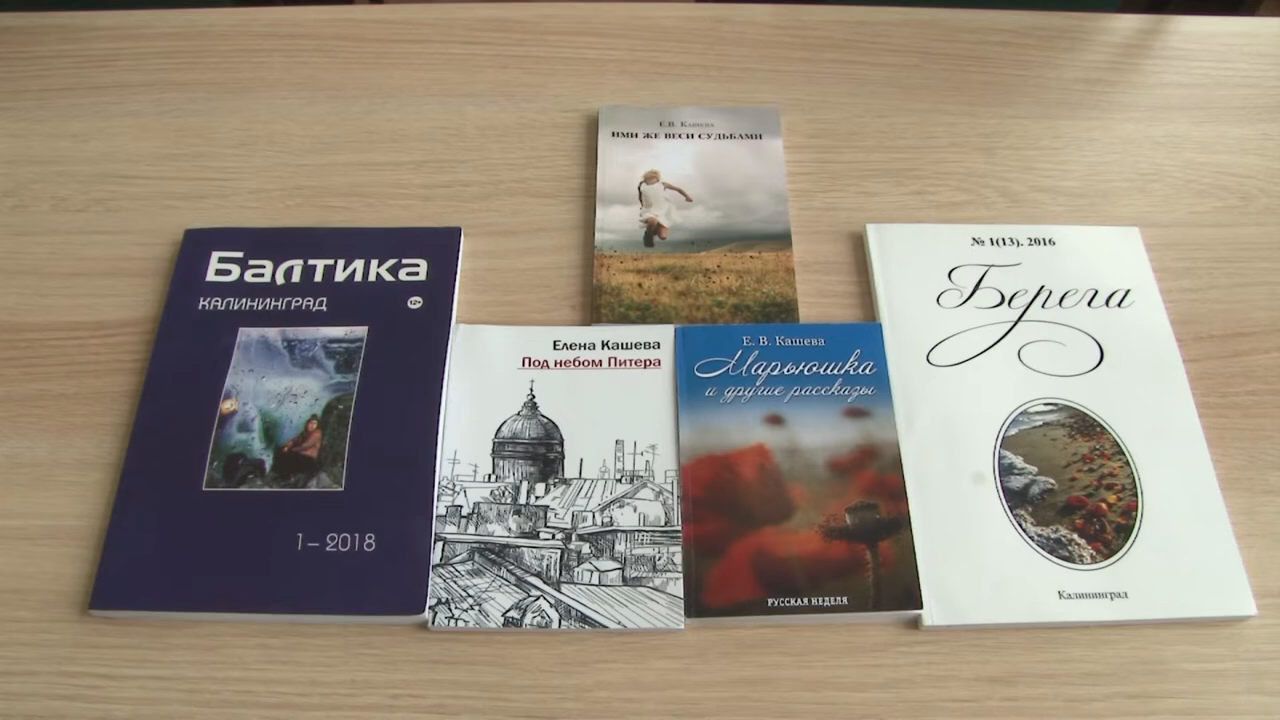 Е.В. Кашева
ИМИ ЖЕ ВЕСИ СУДЬБАМИ
Балтика
КАЛИНИНГРАД
12+
1– 2018
Елена Кашева
Под небом Питера
Е. В. Кашева
Марьюшка
и другие рассказы
РУССКАЯ НЕДЕЛЯ
№ 1(13). 2016
Берега
Калининград